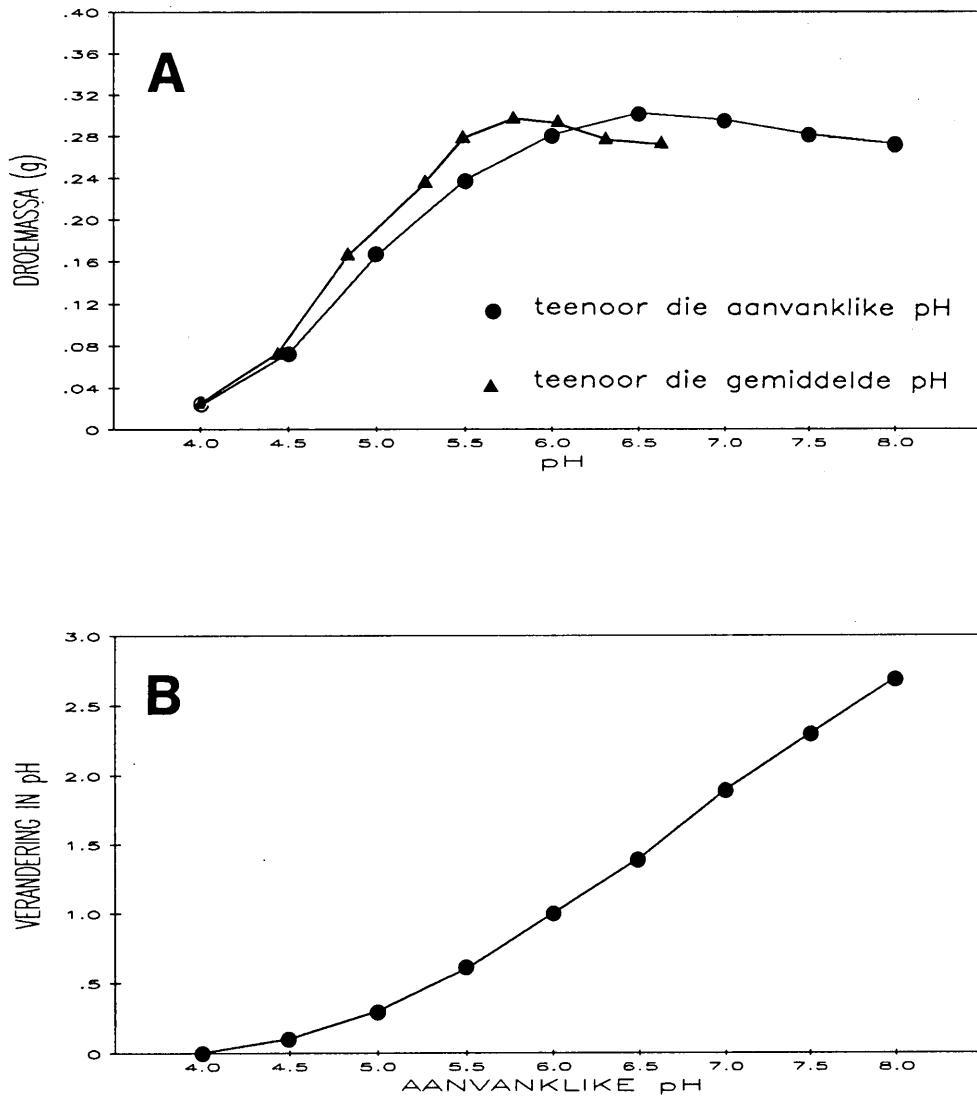 A
DROEMASSA (g)
.40
.36
.32
.28
.24
.20
.16
.12
.08
.04
0
teenoor die aanvanklike pH
teenoor die gemiddelde pH
4.0 4.5 5.0 5.5 6.0 6.5 7.0 7.5 8.0
pH
B
VERANDERING IN pH
3.0
2.5
2.0
1.5
1.0
.5
0
4.0 4.5 5.0 5.5 6.0 6.5 7.0 7.5 8.0
AANVANKLIKE pH